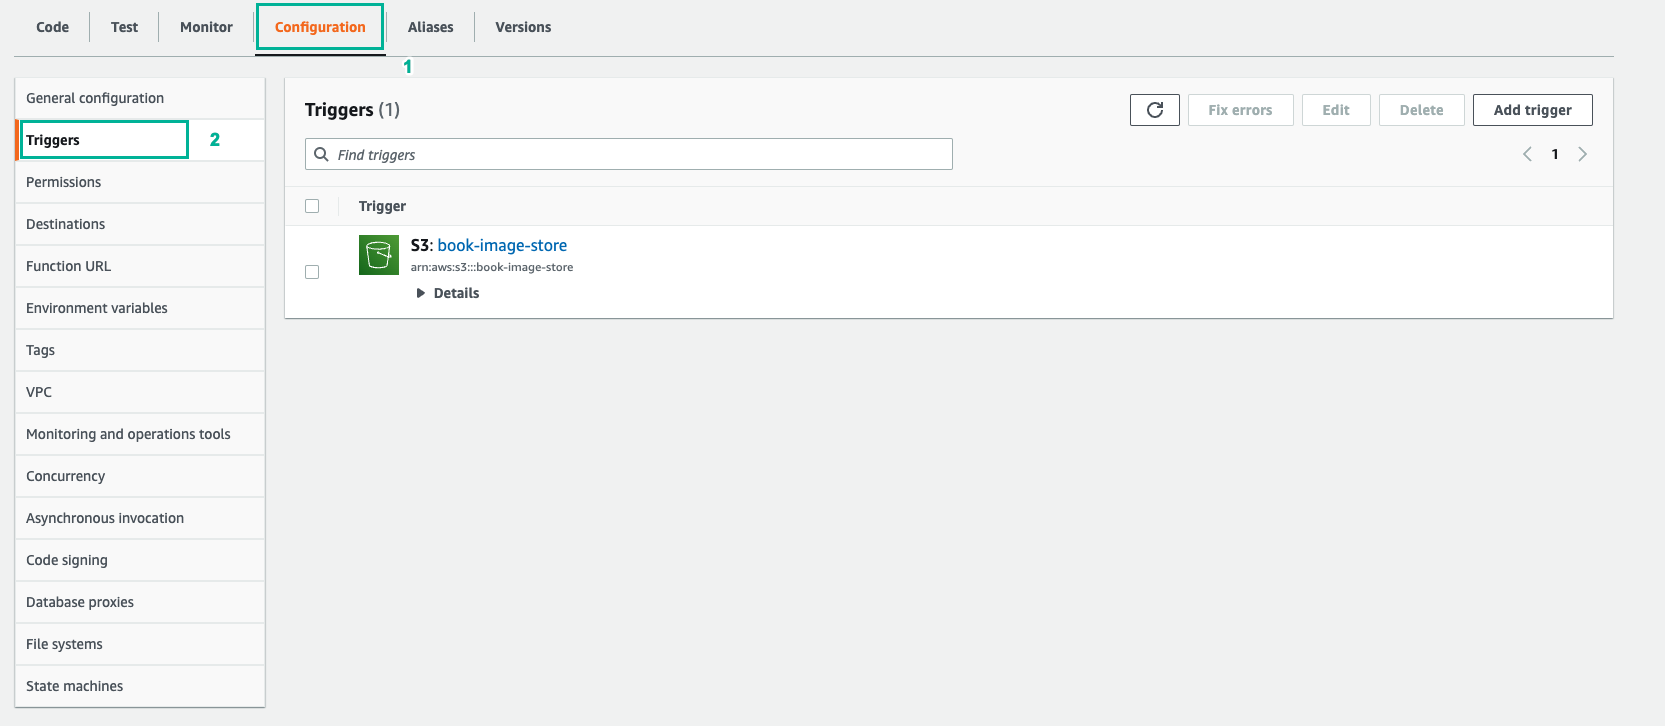 Code Test Monitor Configuration Aliases Versions
1
General configuration
Triggers 2
Permissions
Destinations
Function URL
Environment variables
Tags
VPC
Monitoring and operations tools
Concurrency
Asynchronous invocation
Code signing
Database proxies
File systems
State machines
Triggers (1)
Fix errors Edit Delete Add trigger
Find triggers
1
Trigger
S3: book-image-store
arn:aws:s3:::book-image-store
Details